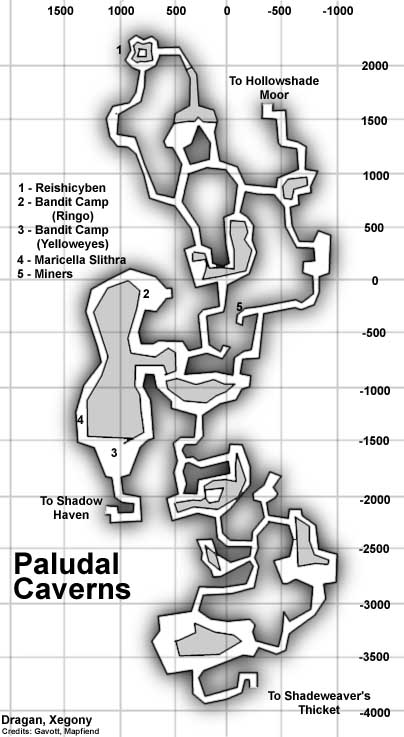 1000 1500 500 0 -500 -1000
1
2000
To Hollowshade
Moor
1500
1000
1 - Reishicyben
2 - Bandit Camp
(Ringo)
3 - Bandit Camp
(Yelloweyes)
4 - Maricella Slithra
5 - Miners
500
0
2
5
-500
-1000
4
3
-1500
To Shadow
Haven
-2000
Paludal
Caverns
-2500
-3000
-3500
To Shadeweaver's
Thicket
-4000
Dragan, Xegony
Credits: Gavott, Mapfiend